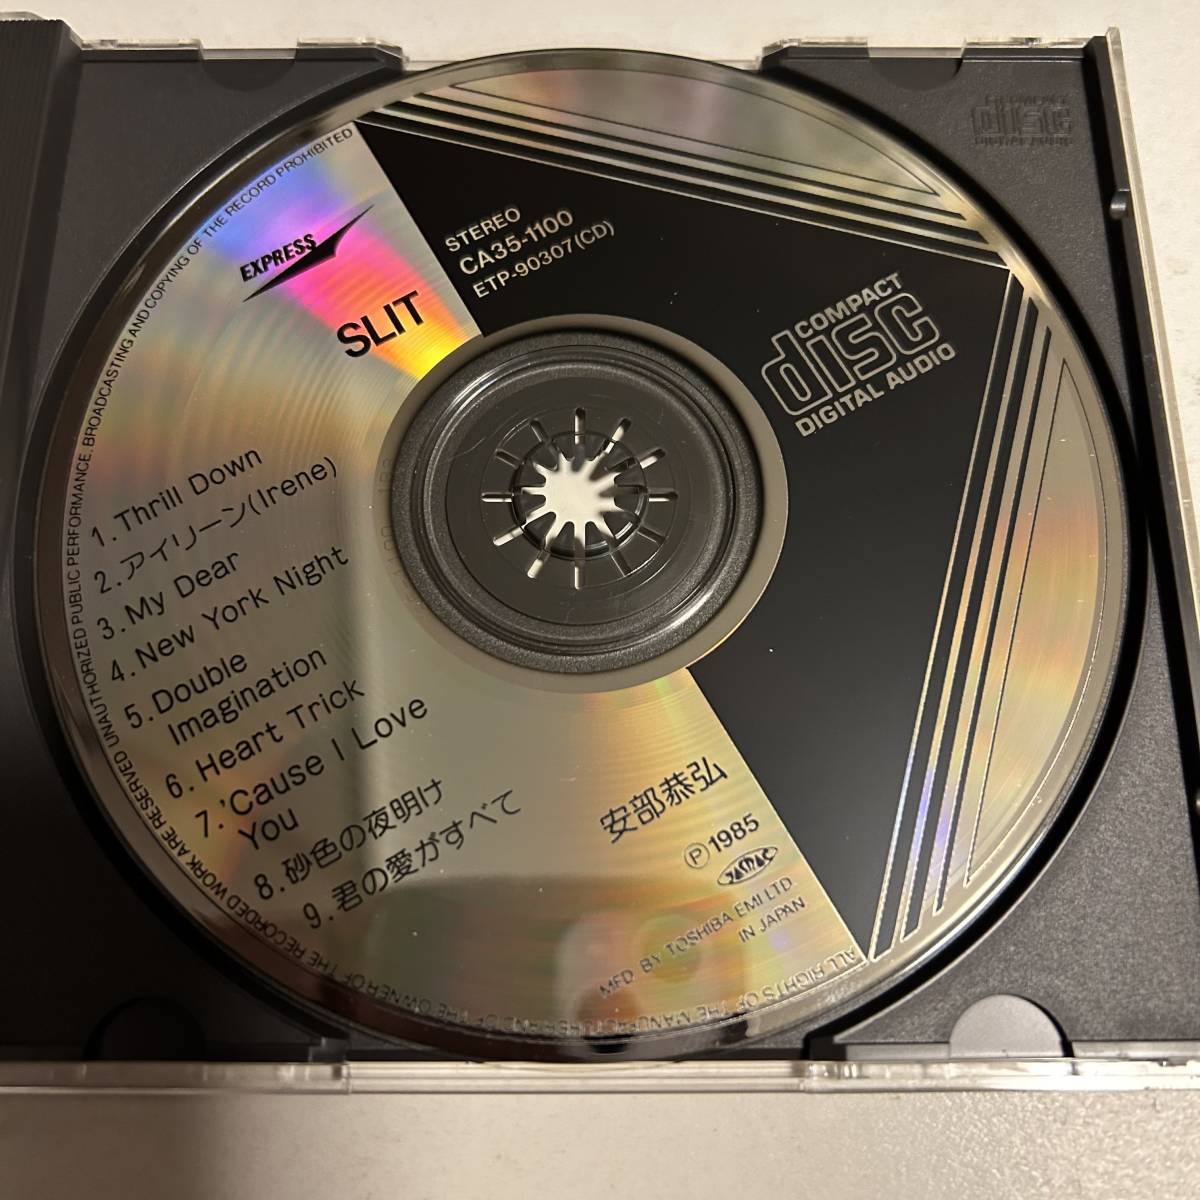 STEREO
CA35-1100
ETP-90307(CD)
EXPRESS
SLIT
COMPACT
disc
DIGITAL AUDIO
1. Thrill Down
2. アイリーン(Irene)
3. My Dear
4. New York Night
5. Double
Imagination
6. Heart Trick
7. 'Cause I Love
You
8. 砂色の夜明け
9. 君の愛がすべて
安部恭弘
Ⓟ1985
JASRAC
MFD. BY TOSHIBA EMI LTD.
IN JAPAN
ALL RIGHTS OF THE MANUFACTURER AND OF THE OWNER OF THE RECORDED WORK ARE RESERVED UNAUTHORIZED PUBLIC PERFORMANCE. BROADCASTING AND COPYING OF THE RECORD PROHIBITED
COMPACT
disc
DIGITAL AUDIO